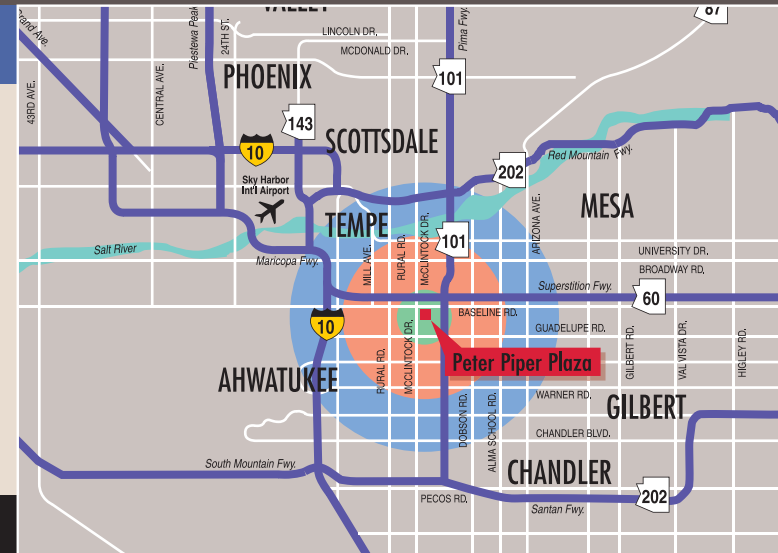 VALLEY
87
Grand Ave.
Piestewa Peak
24TH ST.
LINCOLN DR.
Pima Fwy.
MCDONALD DR.
43RD AVE.
CENTRAL AVE.
PHOENIX
101
143
SCOTTSDALE
10
Red Mountain Fwy.
202
Sky Harbor
Int'l Airport
MESA
TEMPE
ARIZONA AVE.
MILL AVE.
RURAL RD.
McCLINTOCK DR.
101
Salt River
Maricopa Fwy.
UNIVERSITY DR.
BROADWAY RD.
Superstition Fwy.
60
BASELINE RD.
10
GUADELUPE RD.
GILBERT RD.
VAL VISTA DR.
HIGLEY RD.
RURAL RD.
MCCLINTOCK DR.
Peter Piper Plaza
AHWATUKEE
WARNER RD.
GILBERT
DOBSON RD.
ALMA SCHOOL RD.
CHANDLER BLVD.
South Mountain Fwy.
CHANDLER
PECOS RD.
202
Santan Fwy.